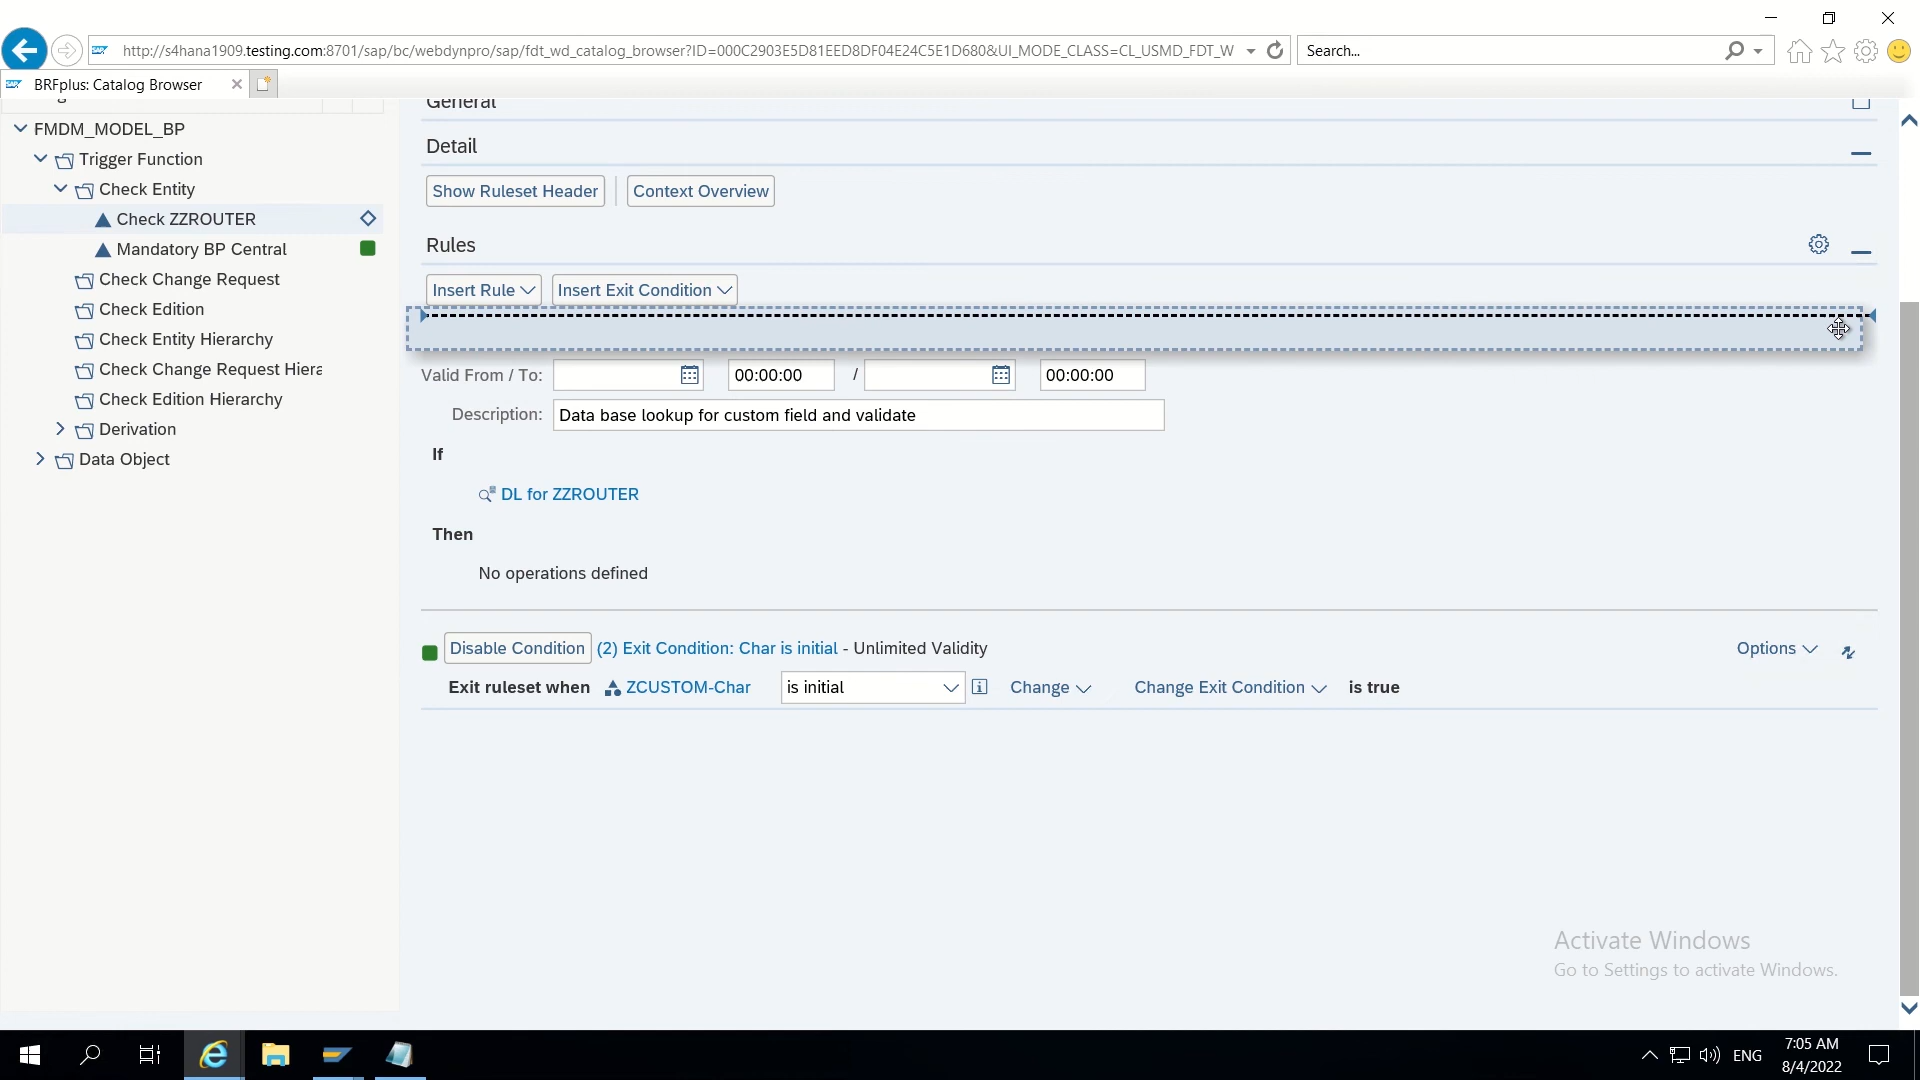 http://s4hana1909.testing.com:8701/sap/bc/webdynpro/sap/fdt_wd_catalog_browser?ID=000C2903E5D81EED8DF04E24C5E1D680&UI_MODE_CLASS=CL_USMD_FDT_W
Search...
BRFplus: Catalog Browser
FMDM_MODEL_BP
Trigger Function
Check Entity
Check ZZROUTER
Mandatory BP Central
Check Change Request
Check Edition
Check Entity Hierarchy
Check Change Request Hiera
Check Edition Hierarchy
Derivation
Data Object
General
Detail
Show Ruleset Header
Context Overview
Rules
Insert Rule
Insert Exit Condition
Valid From / To: 00:00:00 / 00:00:00
Description: Data base lookup for custom field and validate
If
DL for ZZROUTER
Then
No operations defined
Disable Condition (2) Exit Condition: Char is initial - Unlimited Validity Options
Exit ruleset when ZCUSTOM-Char is initial Change Change Exit Condition is true
Activate Windows
Go to Settings to activate Windows.
ENG
7:05 AM
8/4/2022